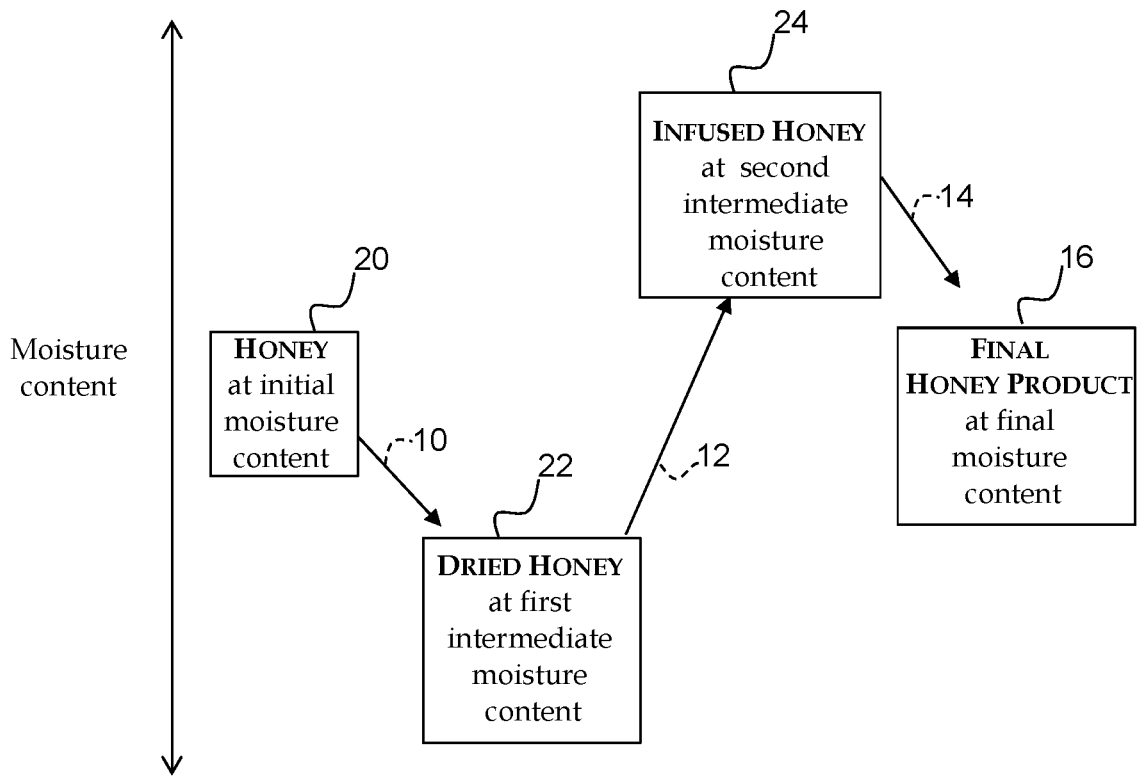 Moisture
content
20
HONEY
at initial
moisture
content
10
22
DRIED HONEY
at first
intermediate
moisture
content
12
24
INFUSED HONEY
at second
intermediate
moisture
content
14
16
FINAL
HONEY PRODUCT
at final
moisture
content